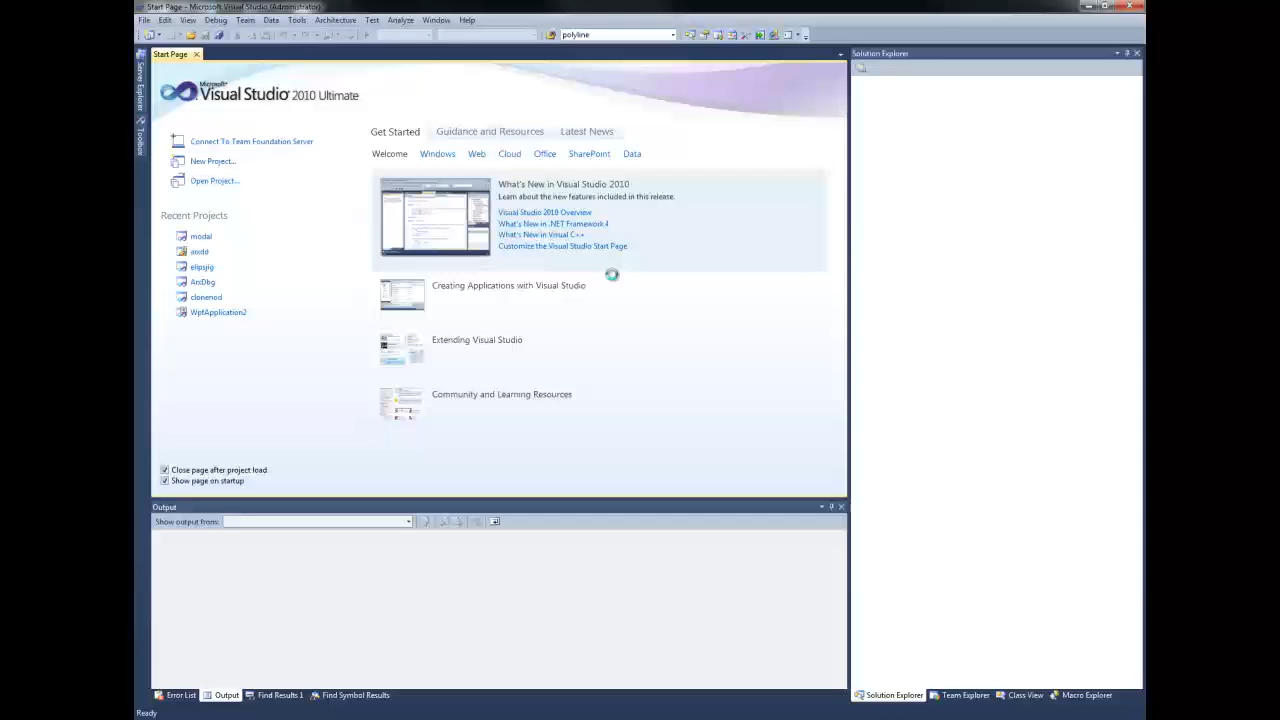 Start Page - Microsoft Visual Studio (Administrator)
File Edit View Debug Team Data Tools Architecture Test Analyze Window Help
polyline
Start Page
Solution Explorer
Server Explorer
Toolbox
Microsoft
Visual Studio 2010 Ultimate
Get Started Guidance and Resources Latest News
Connect To Team Foundation Server
Welcome Windows Web Cloud Office SharePoint Data
New Project...
Open Project...
What's New in Visual Studio 2010
Learn about the new features included in this release.
Visual Studio 2010 Overview
What's New in .NET Framework 4
What's New in Visual C++
Customize the Visual Studio Start Page
Recent Projects
modal
arxdd
elipsjig
ArxDbg
clonenod
WpfApplication2
Creating Applications with Visual Studio
Extending Visual Studio
Community and Learning Resources
Close page after project load
Show page on startup
Output
Show output from:
Error List Output Find Results 1 Find Symbol Results
Solution Explorer Team Explorer Class View Macro Explorer
Ready